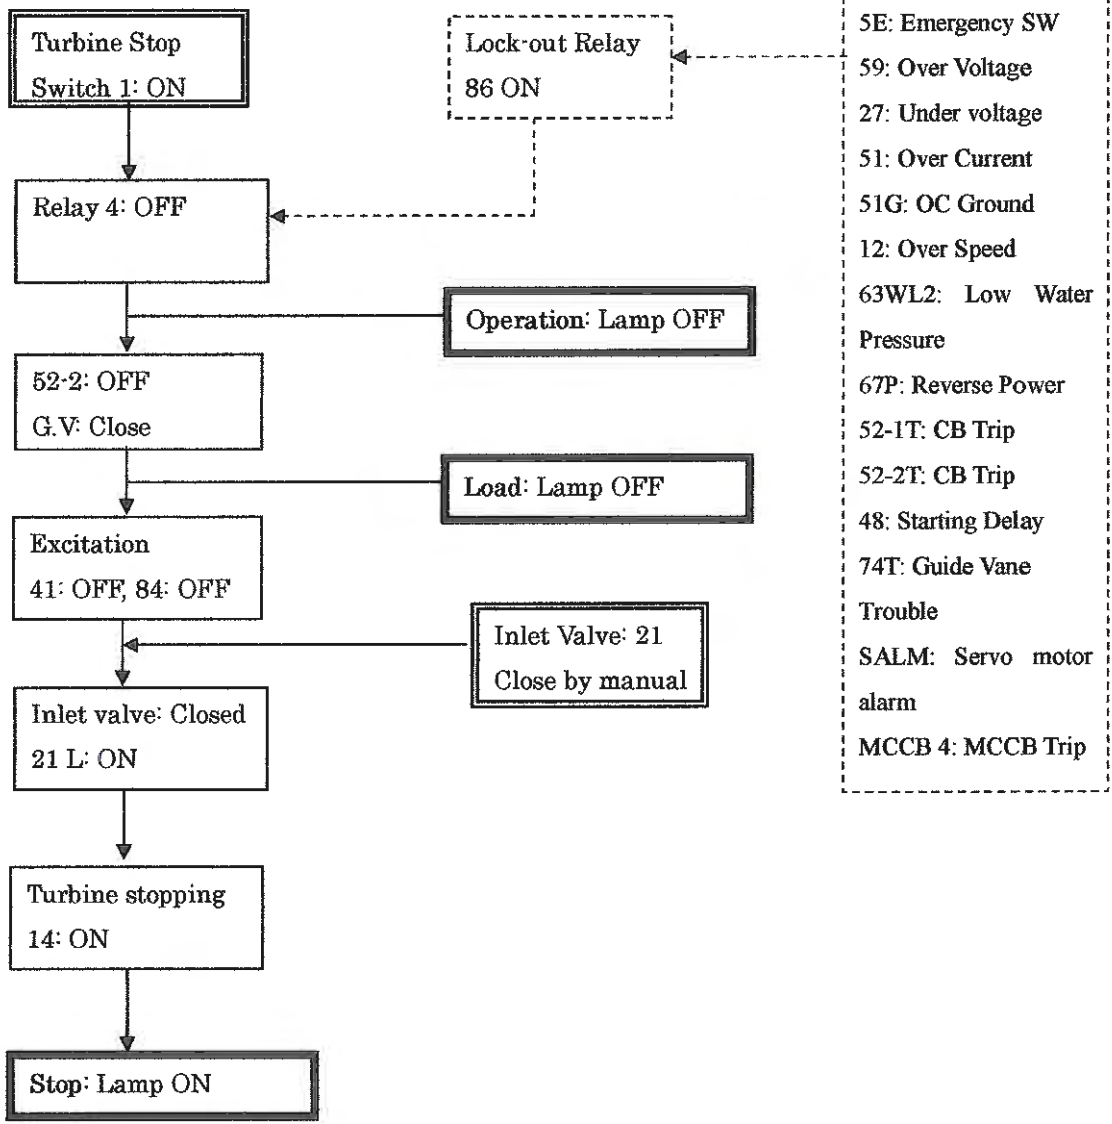 Turbine Stop
Switch 1: ON
Lock-out Relay
86 ON
Relay 4: OFF
Operation: Lamp OFF
52-2: OFF
G.V: Close
Load: Lamp OFF
Excitation
41: OFF, 84: OFF
Inlet Valve: 21
Close by manual
Inlet valve: Closed
21 L: ON
Turbine stopping
14: ON
Stop: Lamp ON
5E: Emergency SW
59: Over Voltage
27: Under voltage
51: Over Current
51G: OC Ground
12: Over Speed
63WL2: Low Water
Pressure
67P: Reverse Power
52-1T: CB Trip
52-2T: CB Trip
48: Starting Delay
74T: Guide Vane
Trouble
SALM: Servo motor
alarm
MCCB 4: MCCB Trip